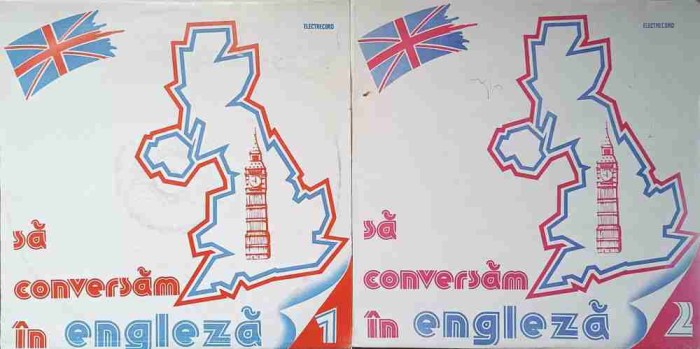 ELECTRECORD
să
conversăm
în engleză
1
ELECTRECORD
să
conversăm
în engleză
2